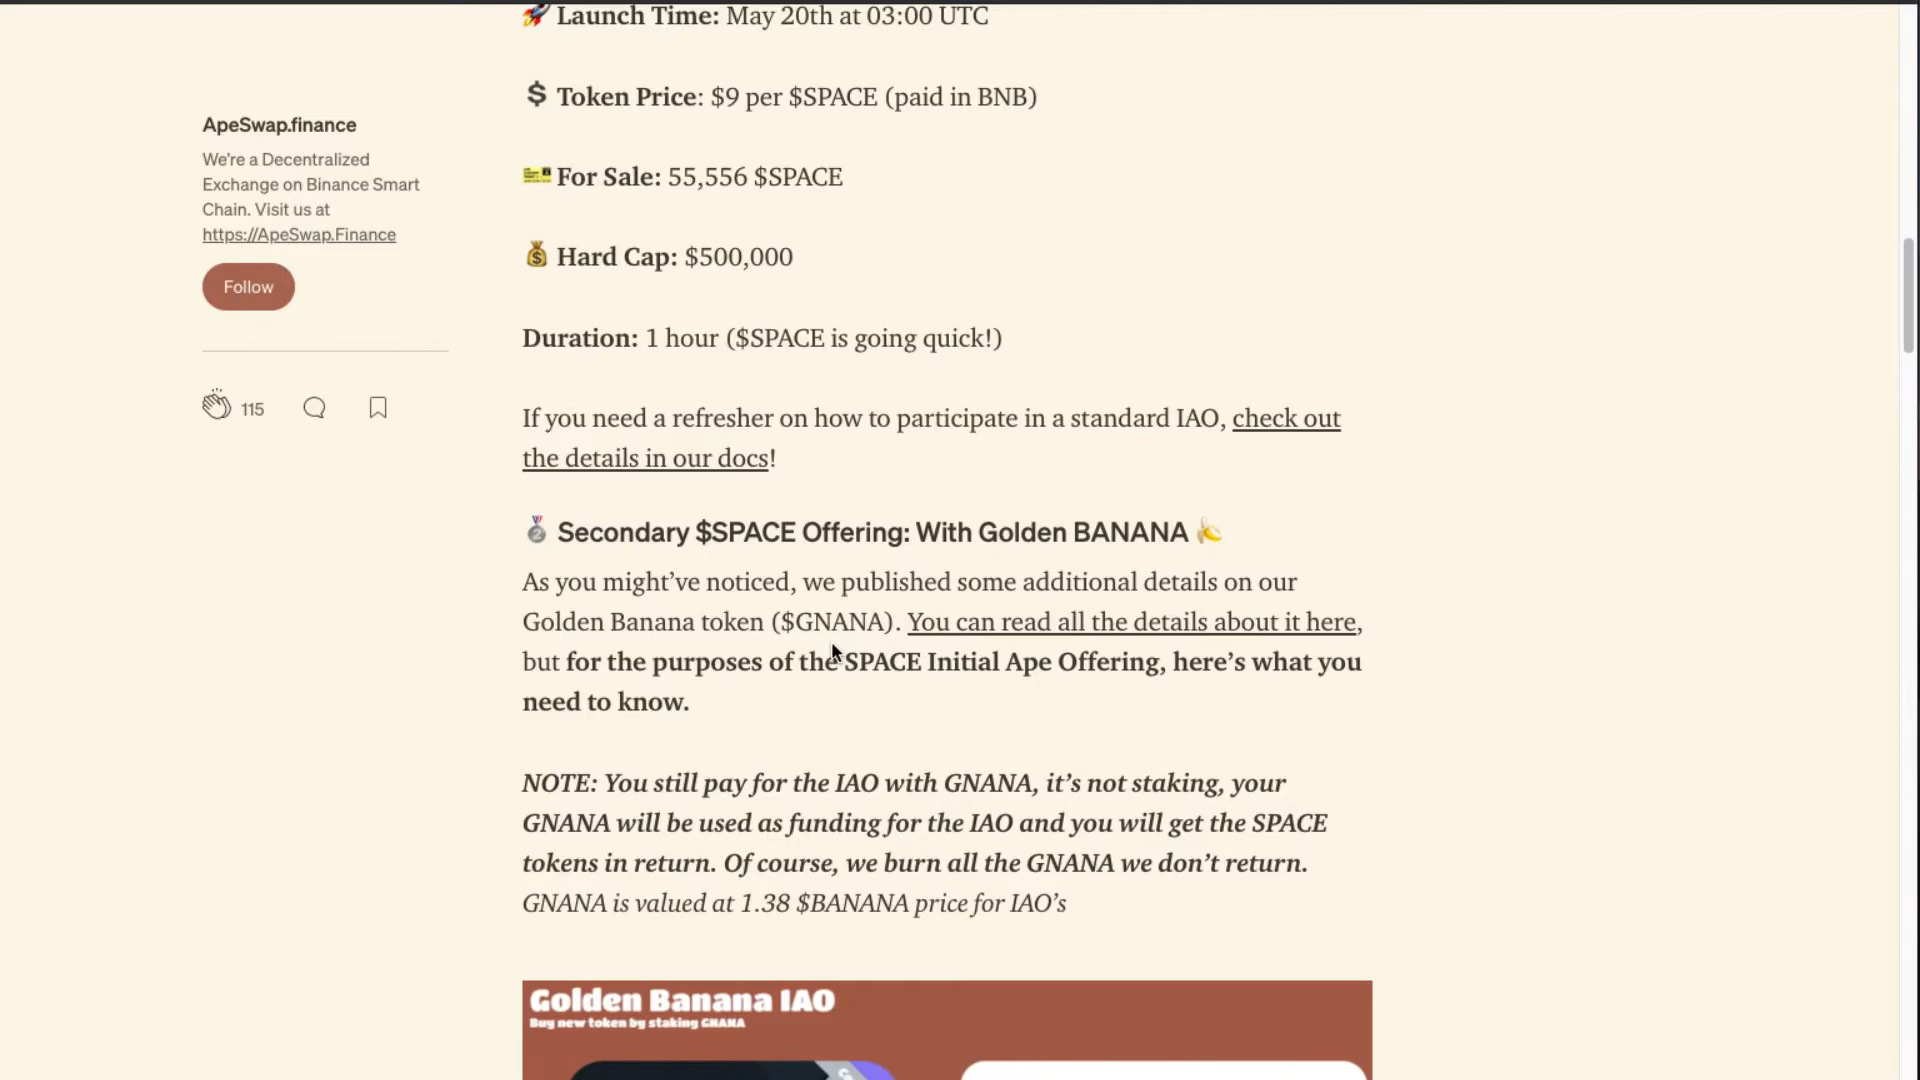 Launch Time: May 20th at 03:00 UTC
Token Price: $9 per $SPACE (paid in BNB)
ApeSwap.finance
We're a Decentralized
Exchange on Binance Smart
Chain. Visit us at
https://ApeSwap.Finance
Follow
115
For Sale: 55,556 $SPACE
Hard Cap: $500,000
Duration: 1 hour ($SPACE is going quick!)
If you need a refresher on how to participate in a standard IAO, check out
the details in our docs!
Secondary $SPACE Offering: With Golden BANANA
As you might’ve noticed, we published some additional details on our
Golden Banana token ($GNANA). You can read all the details about it here,
but for the purposes of the SPACE Initial Ape Offering, here’s what you
need to know.
NOTE: You still pay for the IAO with GNANA, it’s not staking, your
GNANA will be used as funding for the IAO and you will get the SPACE
tokens in return. Of course, we burn all the GNANA we don’t return.
GNANA is valued at 1.38 $BANANA price for IAO’s
Golden Banana IAO
Buy new token by staking GNANA